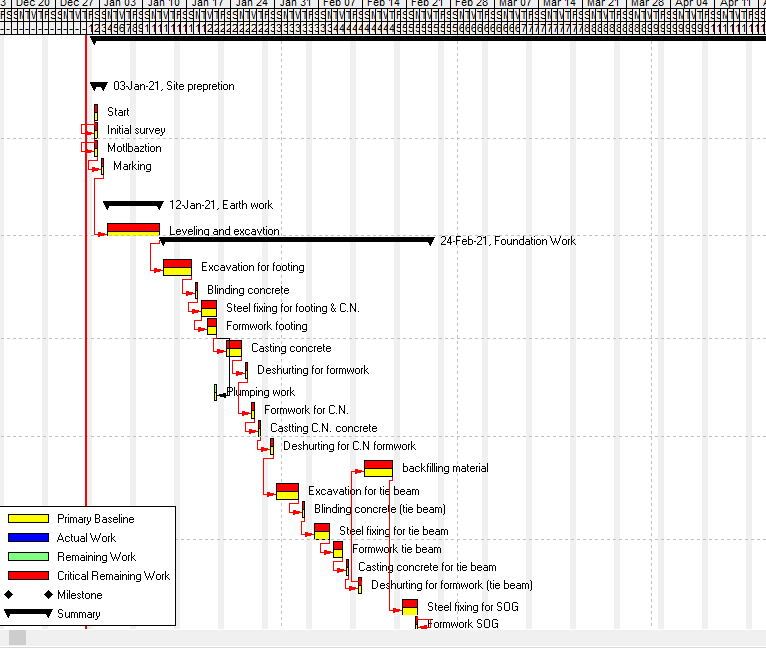 3 Dec 20 Dec 27 Jan 03 Jan 10 Jan 17 Jan 24 Jan 31 Feb 07 Feb 14 Feb 21 Feb 28 Mar 07 Mar 14 Mar 21 Mar 28 Apr 04 Apr 11
03-Jan-21, Site prepretion
Start
Initial survey
Motlbaztion
Marking
12-Jan-21, Earth work
Leveling and excavtion
24-Feb-21, Foundation Work
Excavation for footing
Blinding concrete
Steel fixing for footing & C.N.
Formwork footing
Casting concrete
Deshurting for formwork
Plumping work
Formwork for C.N.
Castting C.N. concrete
Deshurting for C.N formwork
backfilling material
Excavation for tie beam
Blinding concrete (tie beam)
Steel fixing for tie beam
Formwork tie beam
Casting concrete for tie beam
Deshurting for formwork (tie beam)
Steel fixing for SOG
Formwork SOG
Primary Baseline
Actual Work
Remaining Work
Critical Remaining Work
Milestone
Summary